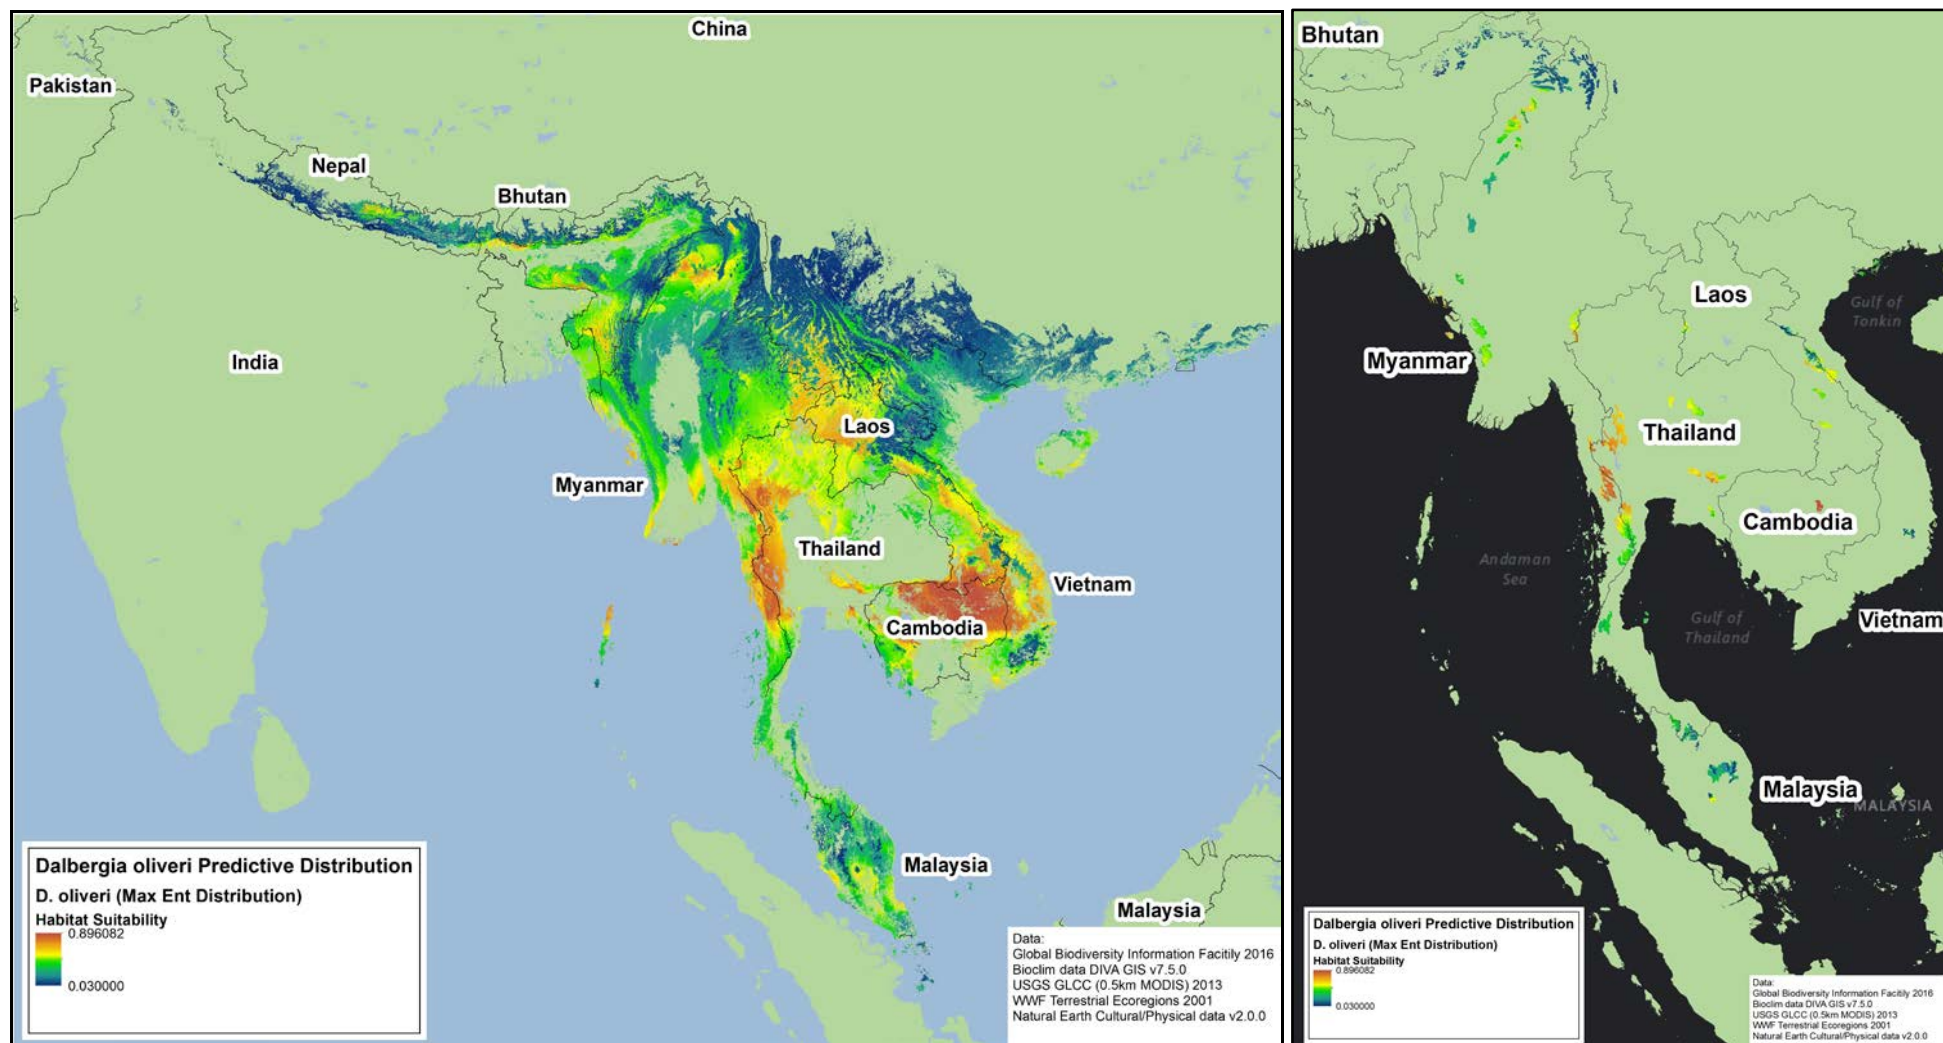 China
Pakistan
Nepal
Bhutan
India
Laos
Myanmar
Thailand
Vietnam
Cambodia
Malaysia
Malaysia
Dalbergia oliveri Predictive Distribution
D. oliveri (Max Ent Distribution)
Habitat Suitability
0.896082
0.030000
Data:
Global Biodiversity Information Facitily 2016
Bioclim data DIVA GIS v7.5.0
USGS GLCC (0.5km MODIS) 2013
WWF Terrestrial Ecoregions 2001
Natural Earth Cultural/Physical data v2.0.0
Bhutan
Laos
Gulf of
Tonkin
Myanmar
Thailand
Cambodia
Andaman
Sea
Gulf of
Thailand
Vietnam
Malaysia
MALAYSIA
Dalbergia oliveri Predictive Distribution
D. oliveri (Max Ent Distribution)
Habitat Suitability
0.896082
0.030000
Data:
Global Biodiversity Information Facitily 2016
Bioclim data DIVA GIS v7.5.0
USGS GLCC (0.5km MODIS) 2013
WWF Terrestrial Ecoregions 2001
Natural Earth Cultural/Physical data v2.0.0